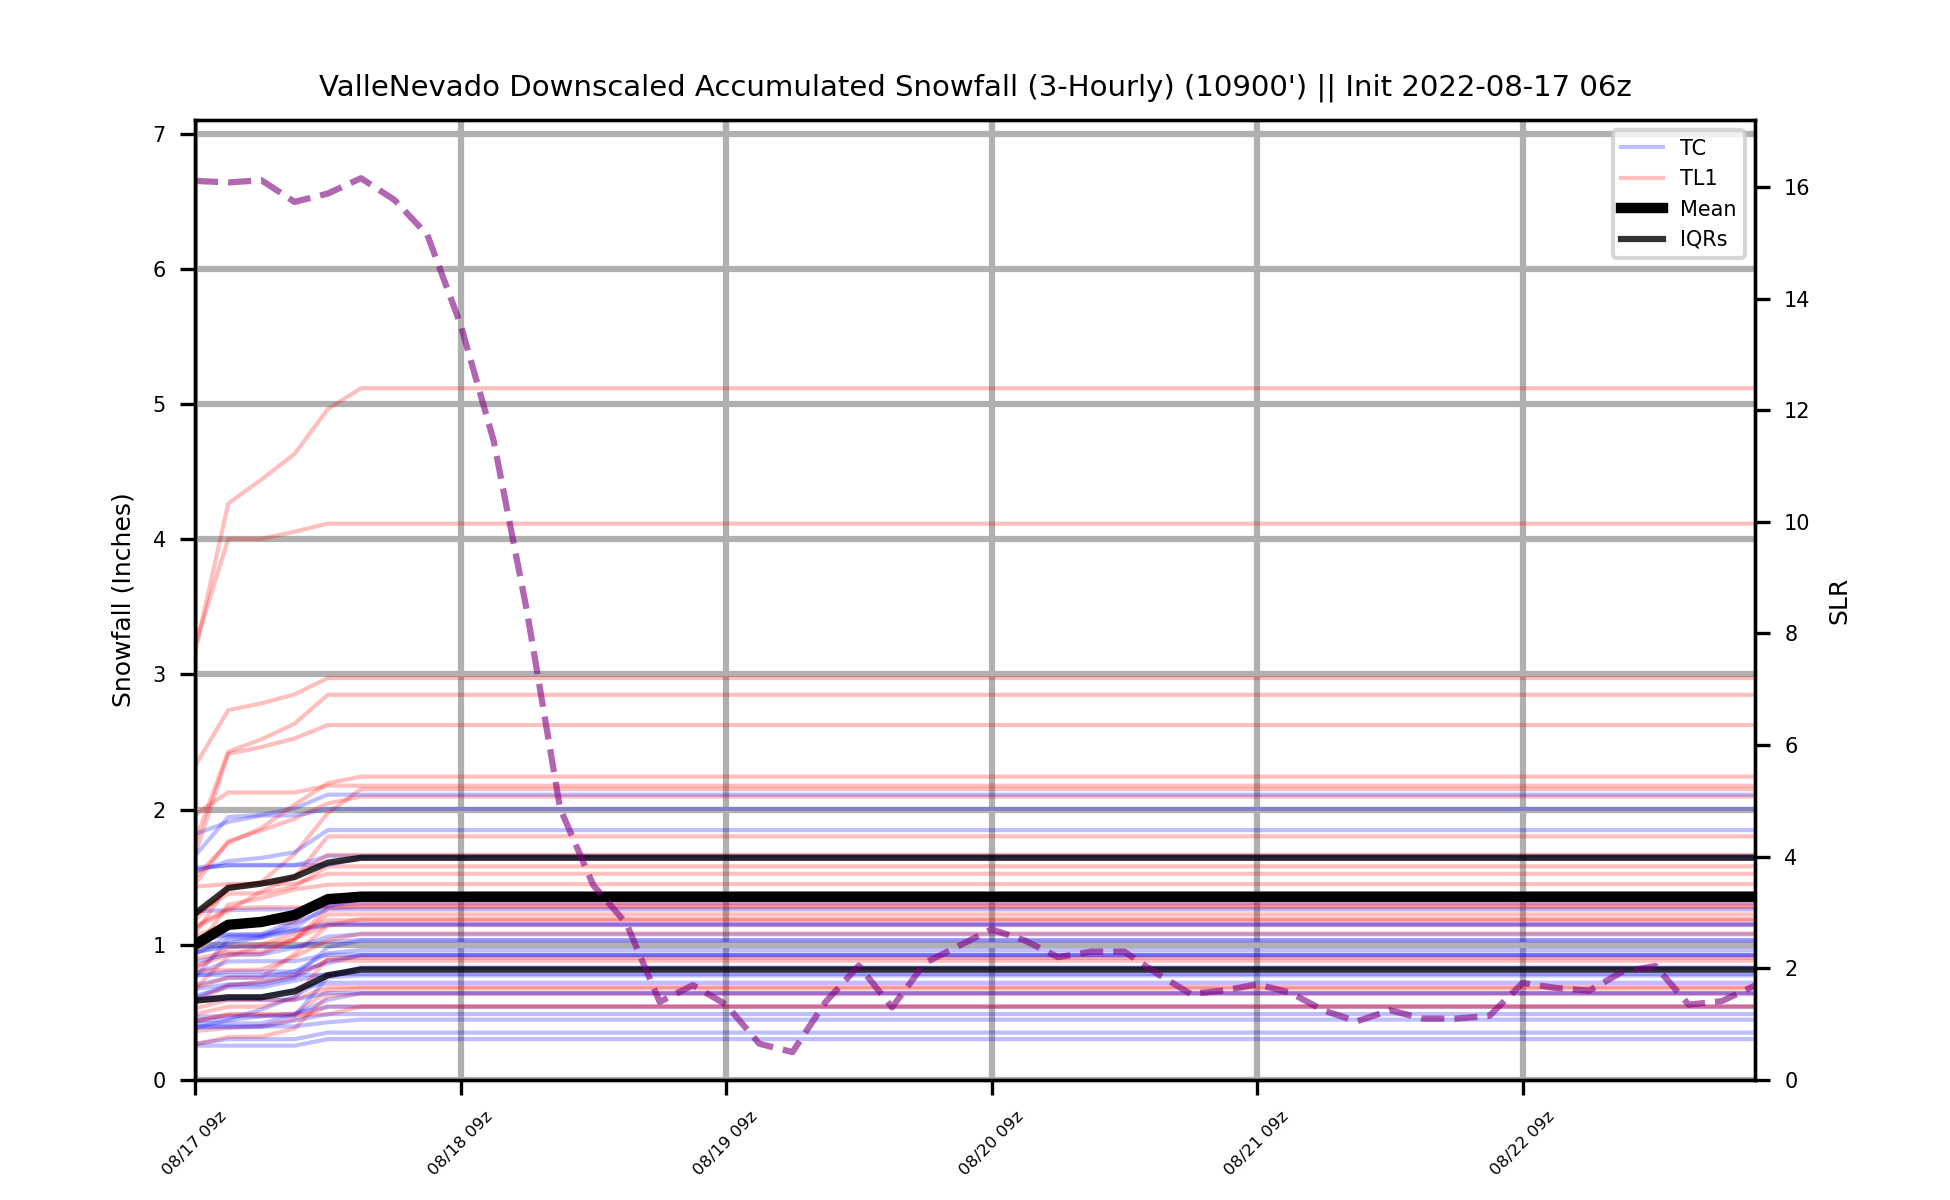 ValleNevado Downscaled Accumulated Snowfall (3-Hourly) (10900') || Init 2022-08-17 06z
TC
TL1
Mean
IQRs
Snowfall (Inches)
7
6
5
4
3
2
1
0
SLR
16
14
12
10
8
6
4
2
0
08/17 09z
08/18 09z
08/19 09z
08/20 09z
08/21 09z
08/22 09z